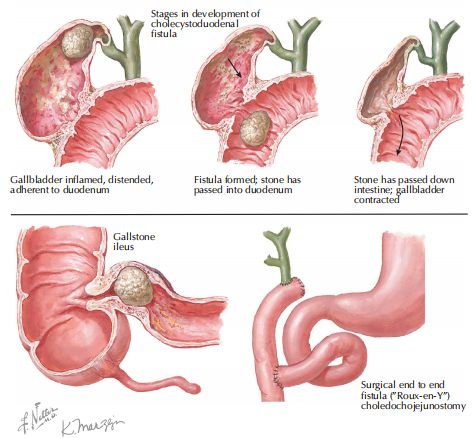 Stages in development of
cholecystoduodenal
fistula
Gallbladder inflamed, distended,
adherent to duodenum
Fistula formed; stone has
passed into duodenum
Stone has passed down
intestine; gallbladder
contracted
Gallstone
ileus
Surgical end to end
fistula ("Roux-en-Y")
choledochojejunostomy
F. Netter
M.D.
K. Marzejn